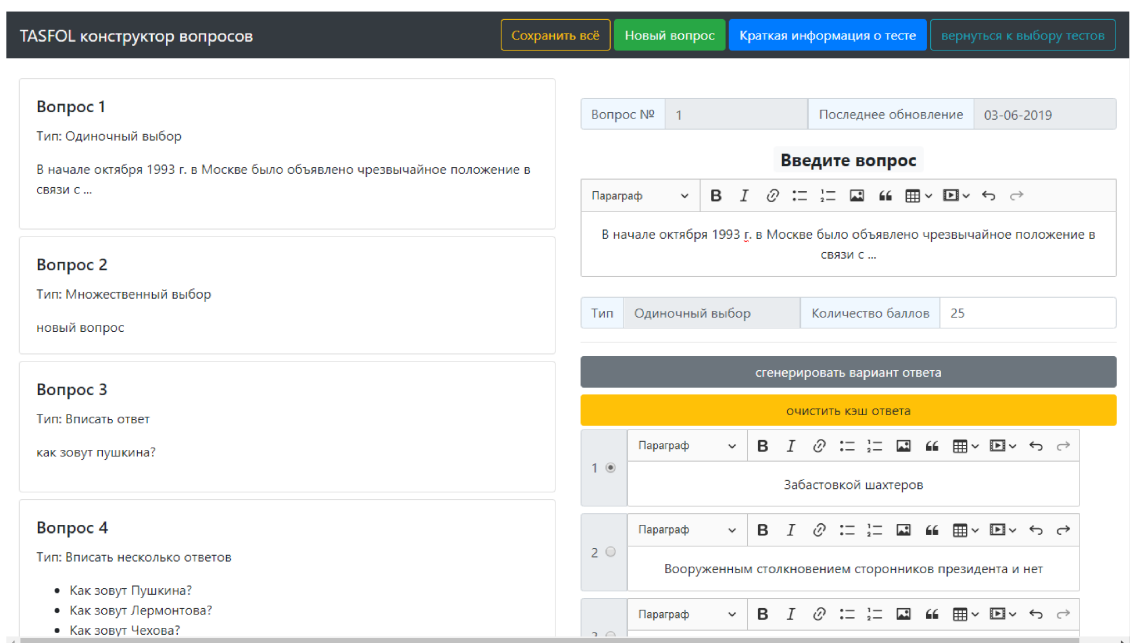 TASFOL конструктор вопросов
Сохранить всё
Новый вопрос
Краткая информация о тесте
вернуться к выбору тестов
Вопрос 1
Тип: Одиночный выбор
В начале октября 1993 г. в Москве было объявлено чрезвычайное положение в
связи с ...
Вопрос 2
Тип: Множественный выбор
новый вопрос
Вопрос 3
Тип: Вписать ответ
как зовут пушкина?
Вопрос 4
Тип: Вписать несколько ответов
• Как зовут Пушкина?
• Как зовут Лермонтова?
• Как зовут Чехова?
Вопрос № 1 Последнее обновление 03-06-2019
Введите вопрос
Параграф
В начале октября 1993 г. в Москве было объявлено чрезвычайное положение в
связи с ...
Тип Одиночный выбор Количество баллов 25
сгенерировать вариант ответа
очистить кэш ответа
Параграф
1
Забастовкой шахтеров
Параграф
2
Вооруженным столкновением сторонников президента и нет
Параграф